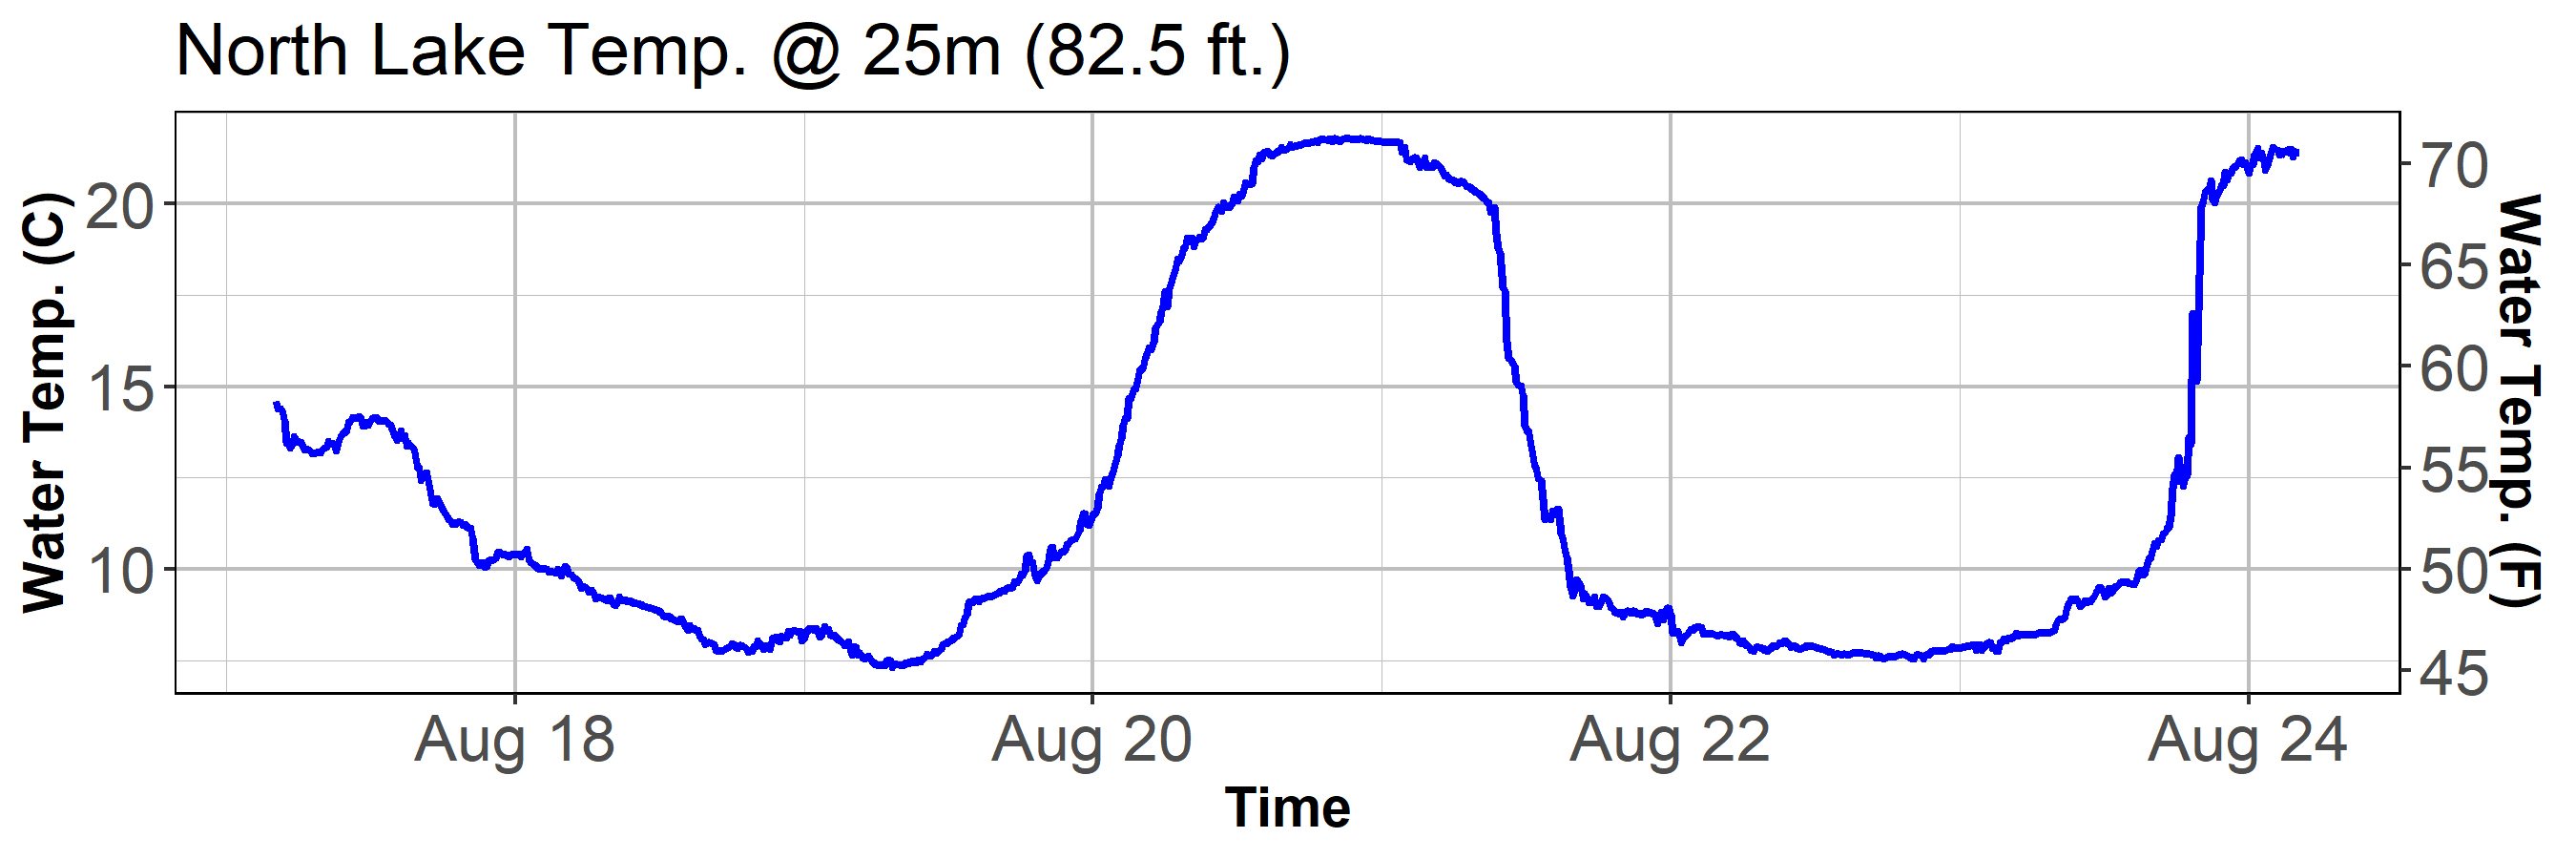 North Lake Temp. @ 25m (82.5 ft.)
Water Temp. (C)
20
15
10
70
65
60
55
50
45
Water Temp. (F)
Aug 18 Aug 20 Aug 22 Aug 24
Time